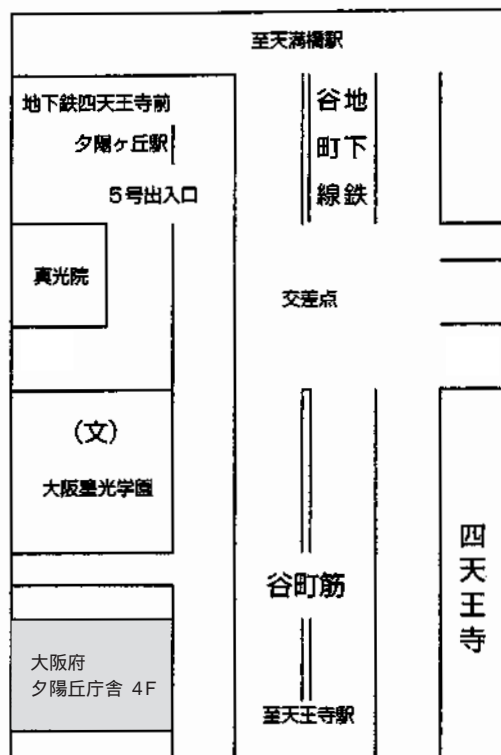 至天満橋駅
地下鉄四天王寺前
夕陽ヶ丘駅
5号出入口
地下鉄
谷町線
真光院
交差点
(文)
大阪星光学園
谷町筋
四天王寺
大阪府
夕陽丘庁舎 4F
至天王寺駅